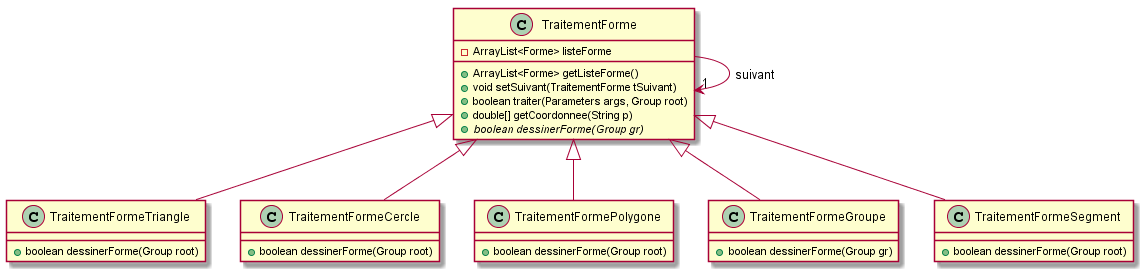 C TraitementForme
ArrayList<Forme> listeForme
ArrayList<Forme> getListeForme()
void setSuivant(TraitementForme tSuivant)
boolean traiter(Parameters args, Group root)
double[] getCoordonnee(String p)
boolean dessinerForme(Group gr)
suivant
1
C TraitementFormeTriangle
boolean dessinerForme(Group root)
C TraitementFormeCercle
boolean dessinerForme(Group root)
C TraitementFormePolygone
boolean dessinerForme(Group root)
C TraitementFormeGroupe
boolean dessinerForme(Group gr)
C TraitementFormeSegment
boolean dessinerForme(Group root)